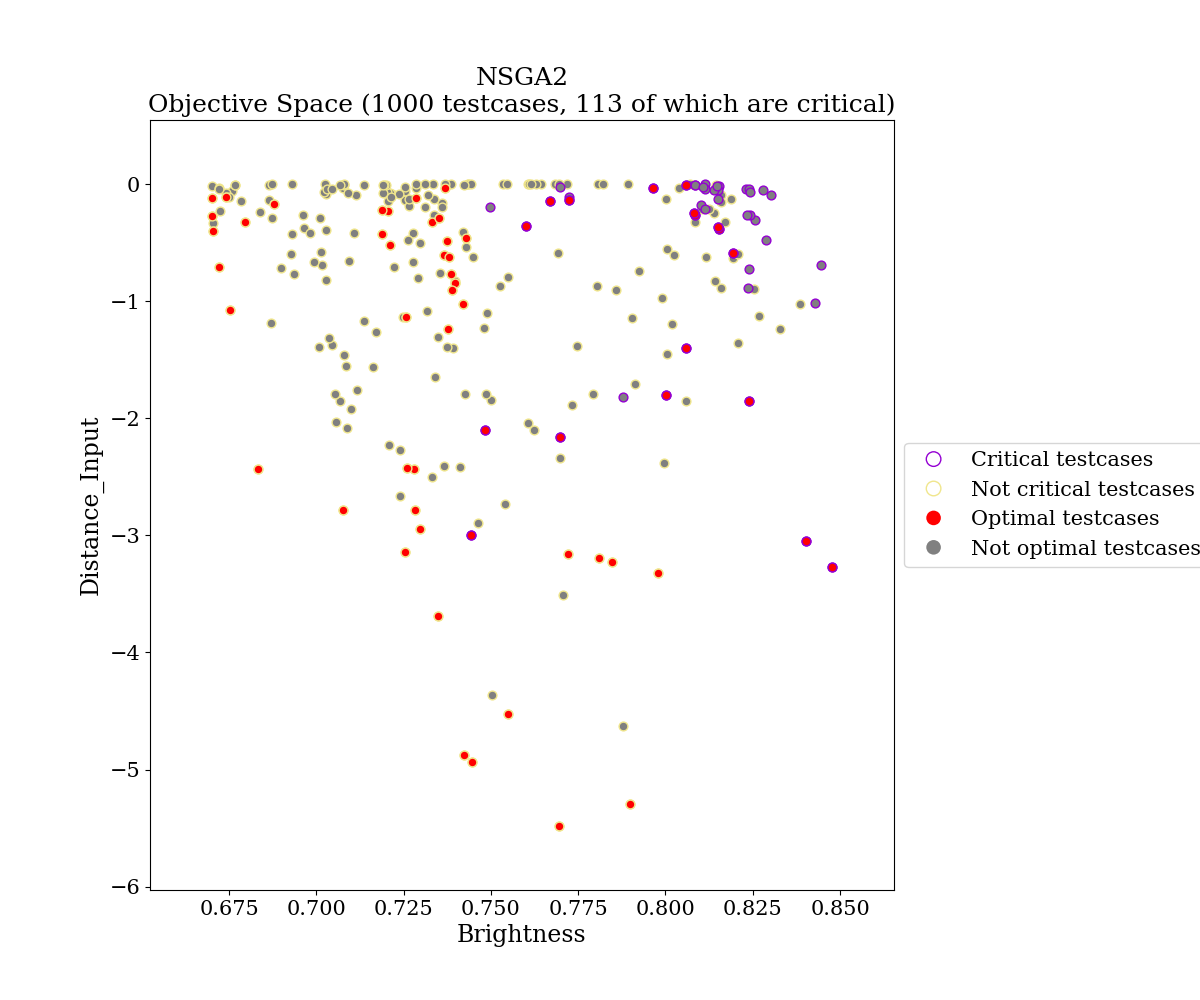 NSGA2
Objective Space (1000 testcases, 113 of which are critical)
0
−1
−2
−3
−4
−5
−6
Distance_Input
0.675
0.700
0.725
0.750
0.775
0.800
0.825
0.850
Brightness
Critical testcases
Not critical testcases
Optimal testcases
Not optimal testcases